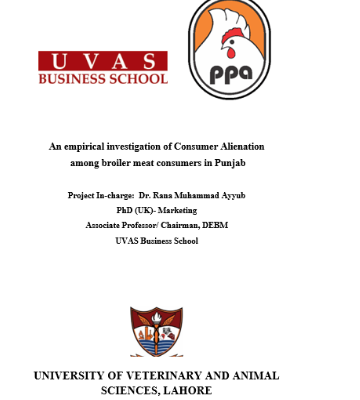 U V A S
BUSINESS SCHOOL
ppa
An empirical investigation of Consumer Alienation
among broiler meat consumers in Punjab
Project In-charge: Dr. Rana Muhammad Ayyub
PhD (UK)- Marketing
Associate Professor/ Chairman, DEBM
UVAS Business School
UNIVERSITY OF VETERINARY AND ANIMAL
SCIENCES, LAHORE